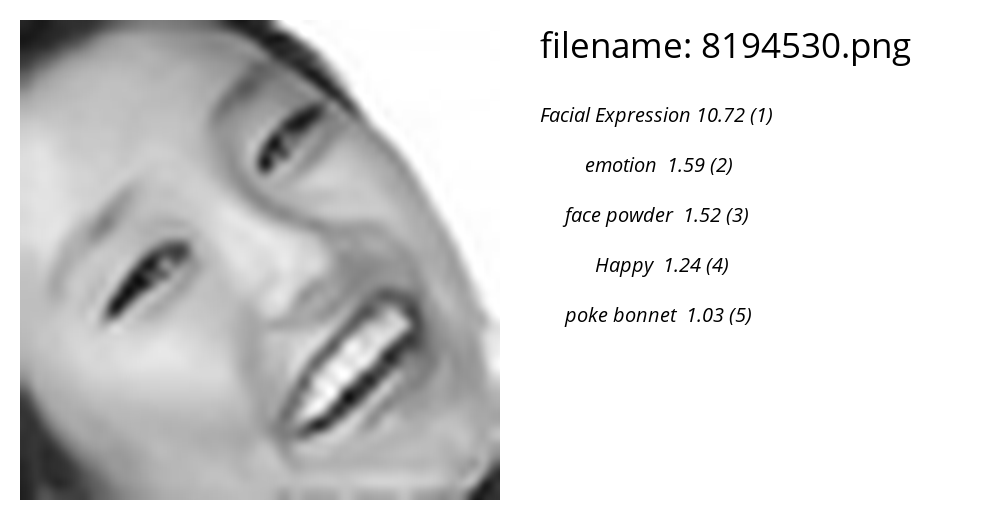 filename: 8194530.png
Facial Expression 10.72 (1)
emotion 1.59 (2)
face powder 1.52 (3)
Happy 1.24 (4)
poke bonnet 1.03 (5)